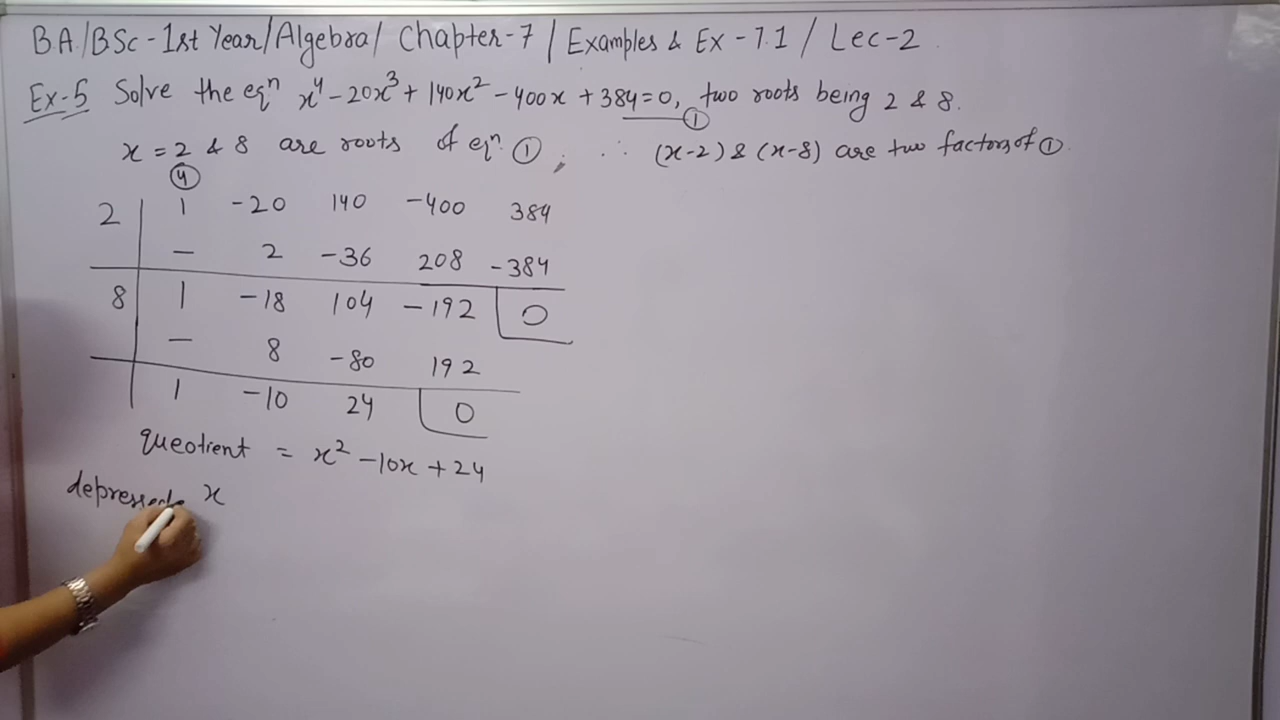 B.A./BSc-1st Year/Algebra/ Chapter-7 / Examples & Ex-7.1 / Lec-2
Ex-5 Solve the eqⁿ x⁴ - 20x³ + 140x² - 400x + 384 = 0, two roots being 2 & 8.
①
x = 2 & 8 are roots of eqⁿ ①, ∴ (x-2) & (x-8) are two factors of ①.
④
2 | 1 -20 140 -400 384
— 2 -36 208 -384
8 | 1 -18 104 -192 | 0
— 8 -80 192
| 1 -10 24 | 0
queotient = x² - 10x + 24
depressed x